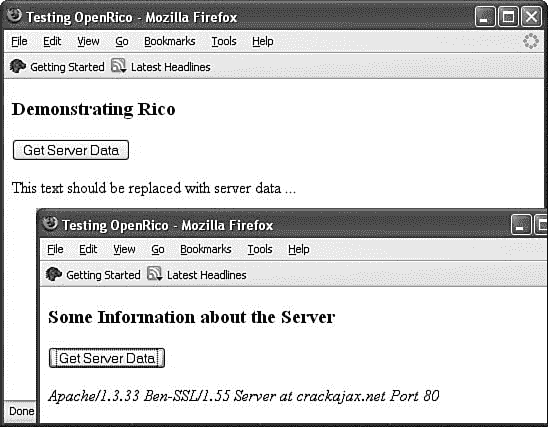 Testing OpenRico - Mozilla Firefox
File Edit View Go Bookmarks Tools Help
Getting Started Latest Headlines
Demonstrating Rico
Get Server Data
This text should be replaced with server data ...
Testing OpenRico - Mozilla Firefox
File Edit View Go Bookmarks Tools Help
Getting Started Latest Headlines
Some Information about the Server
Get Server Data
Apache/1.3.33 Ben-SSL/1.55 Server at crackajax.net Port 80
Done